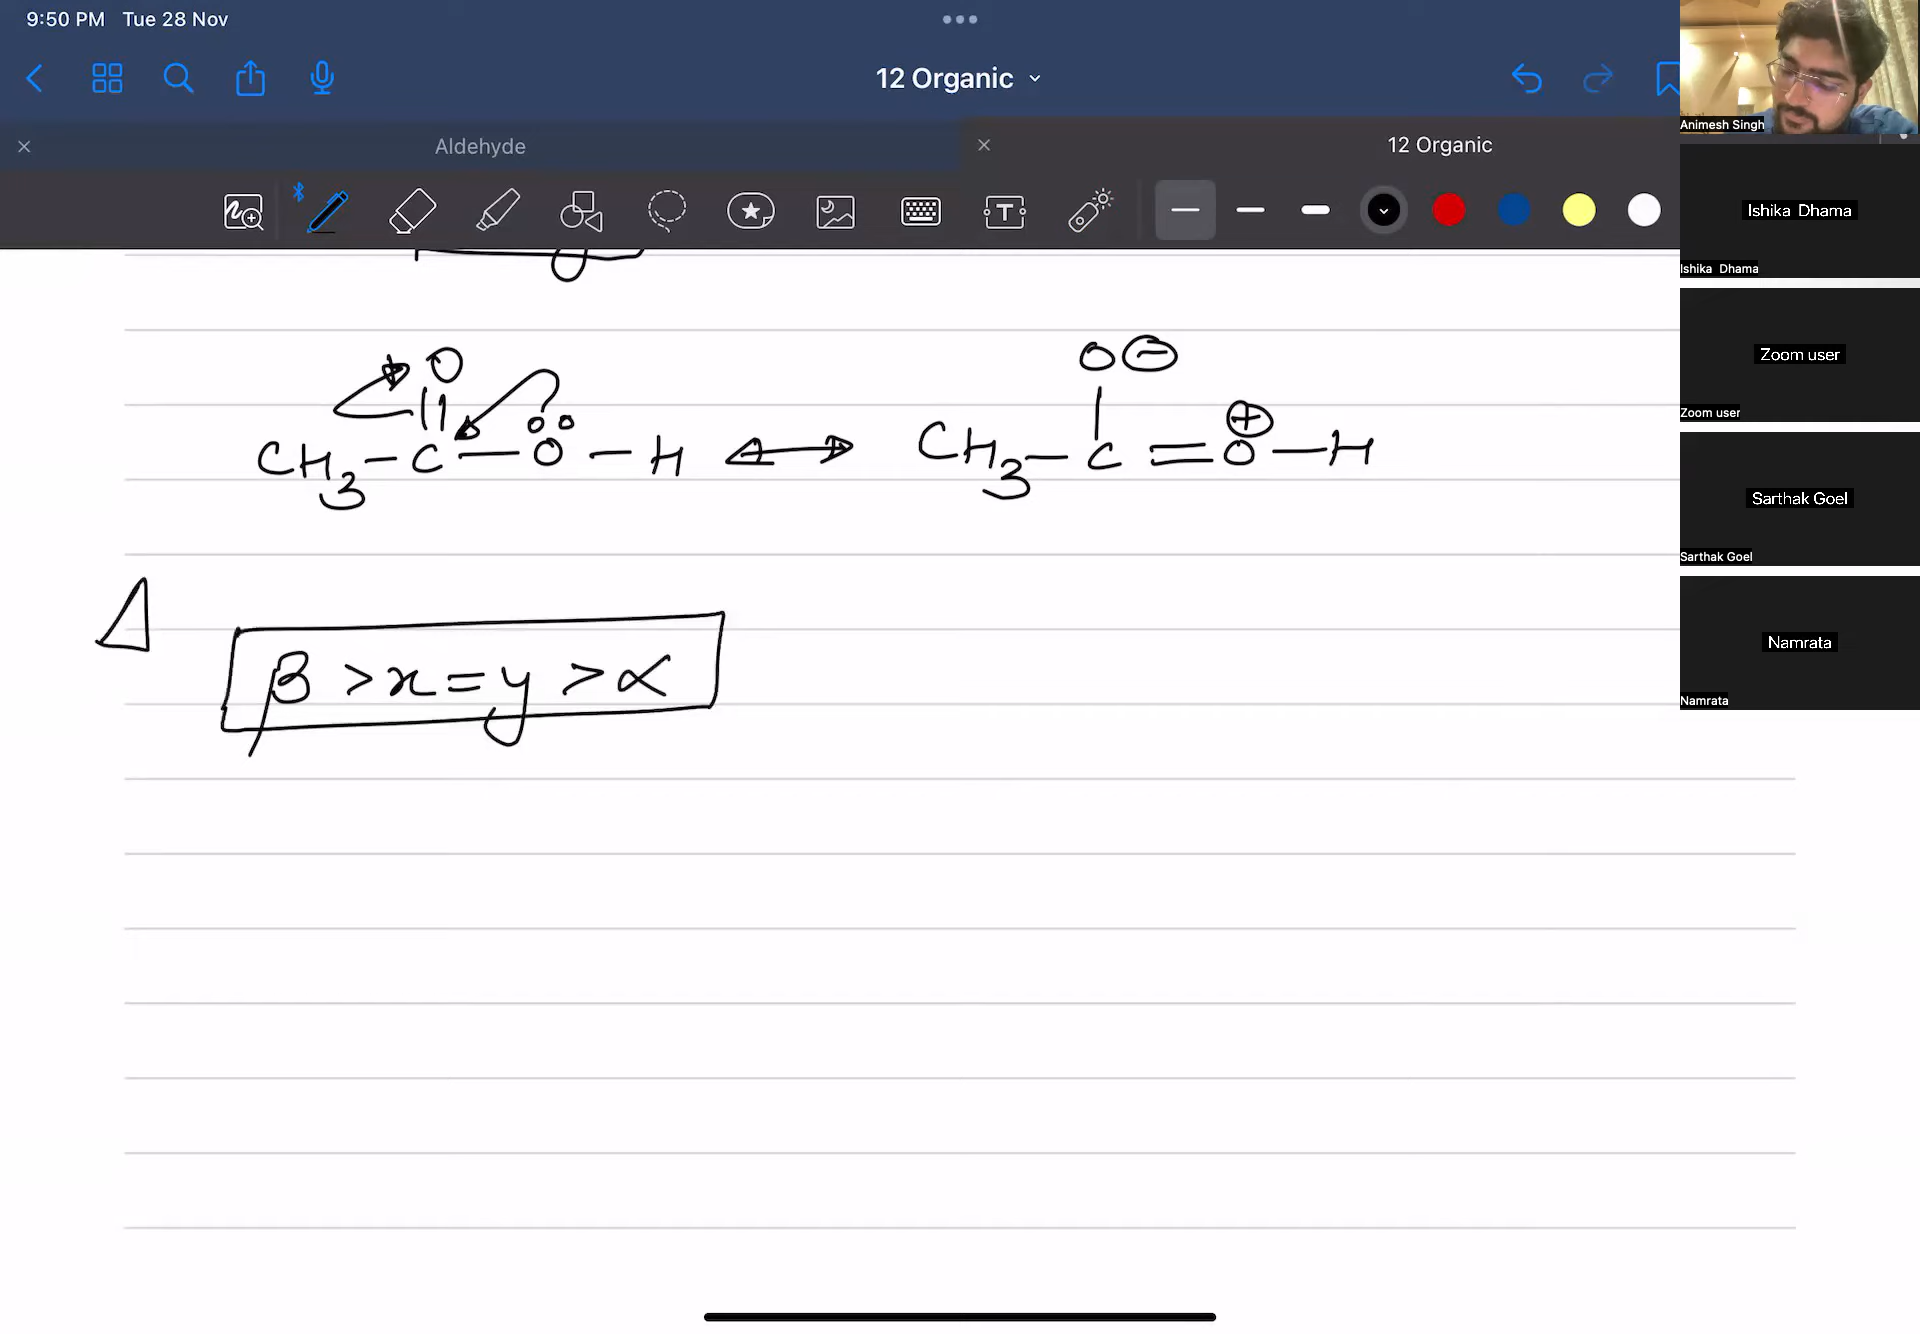 9:50 PM Tue 28 Nov
12 Organic
Aldehyde
12 Organic
T
Animesh Singh
Ishika Dhama
Ishika Dhama
Zoom user
Zoom user
Sarthak Goel
Sarthak Goel
Namrata
Namrata
O
CH3-C-O-H ↔ CH3-C=O-H
O ⊖
⊕
Δ
β > x = y > α